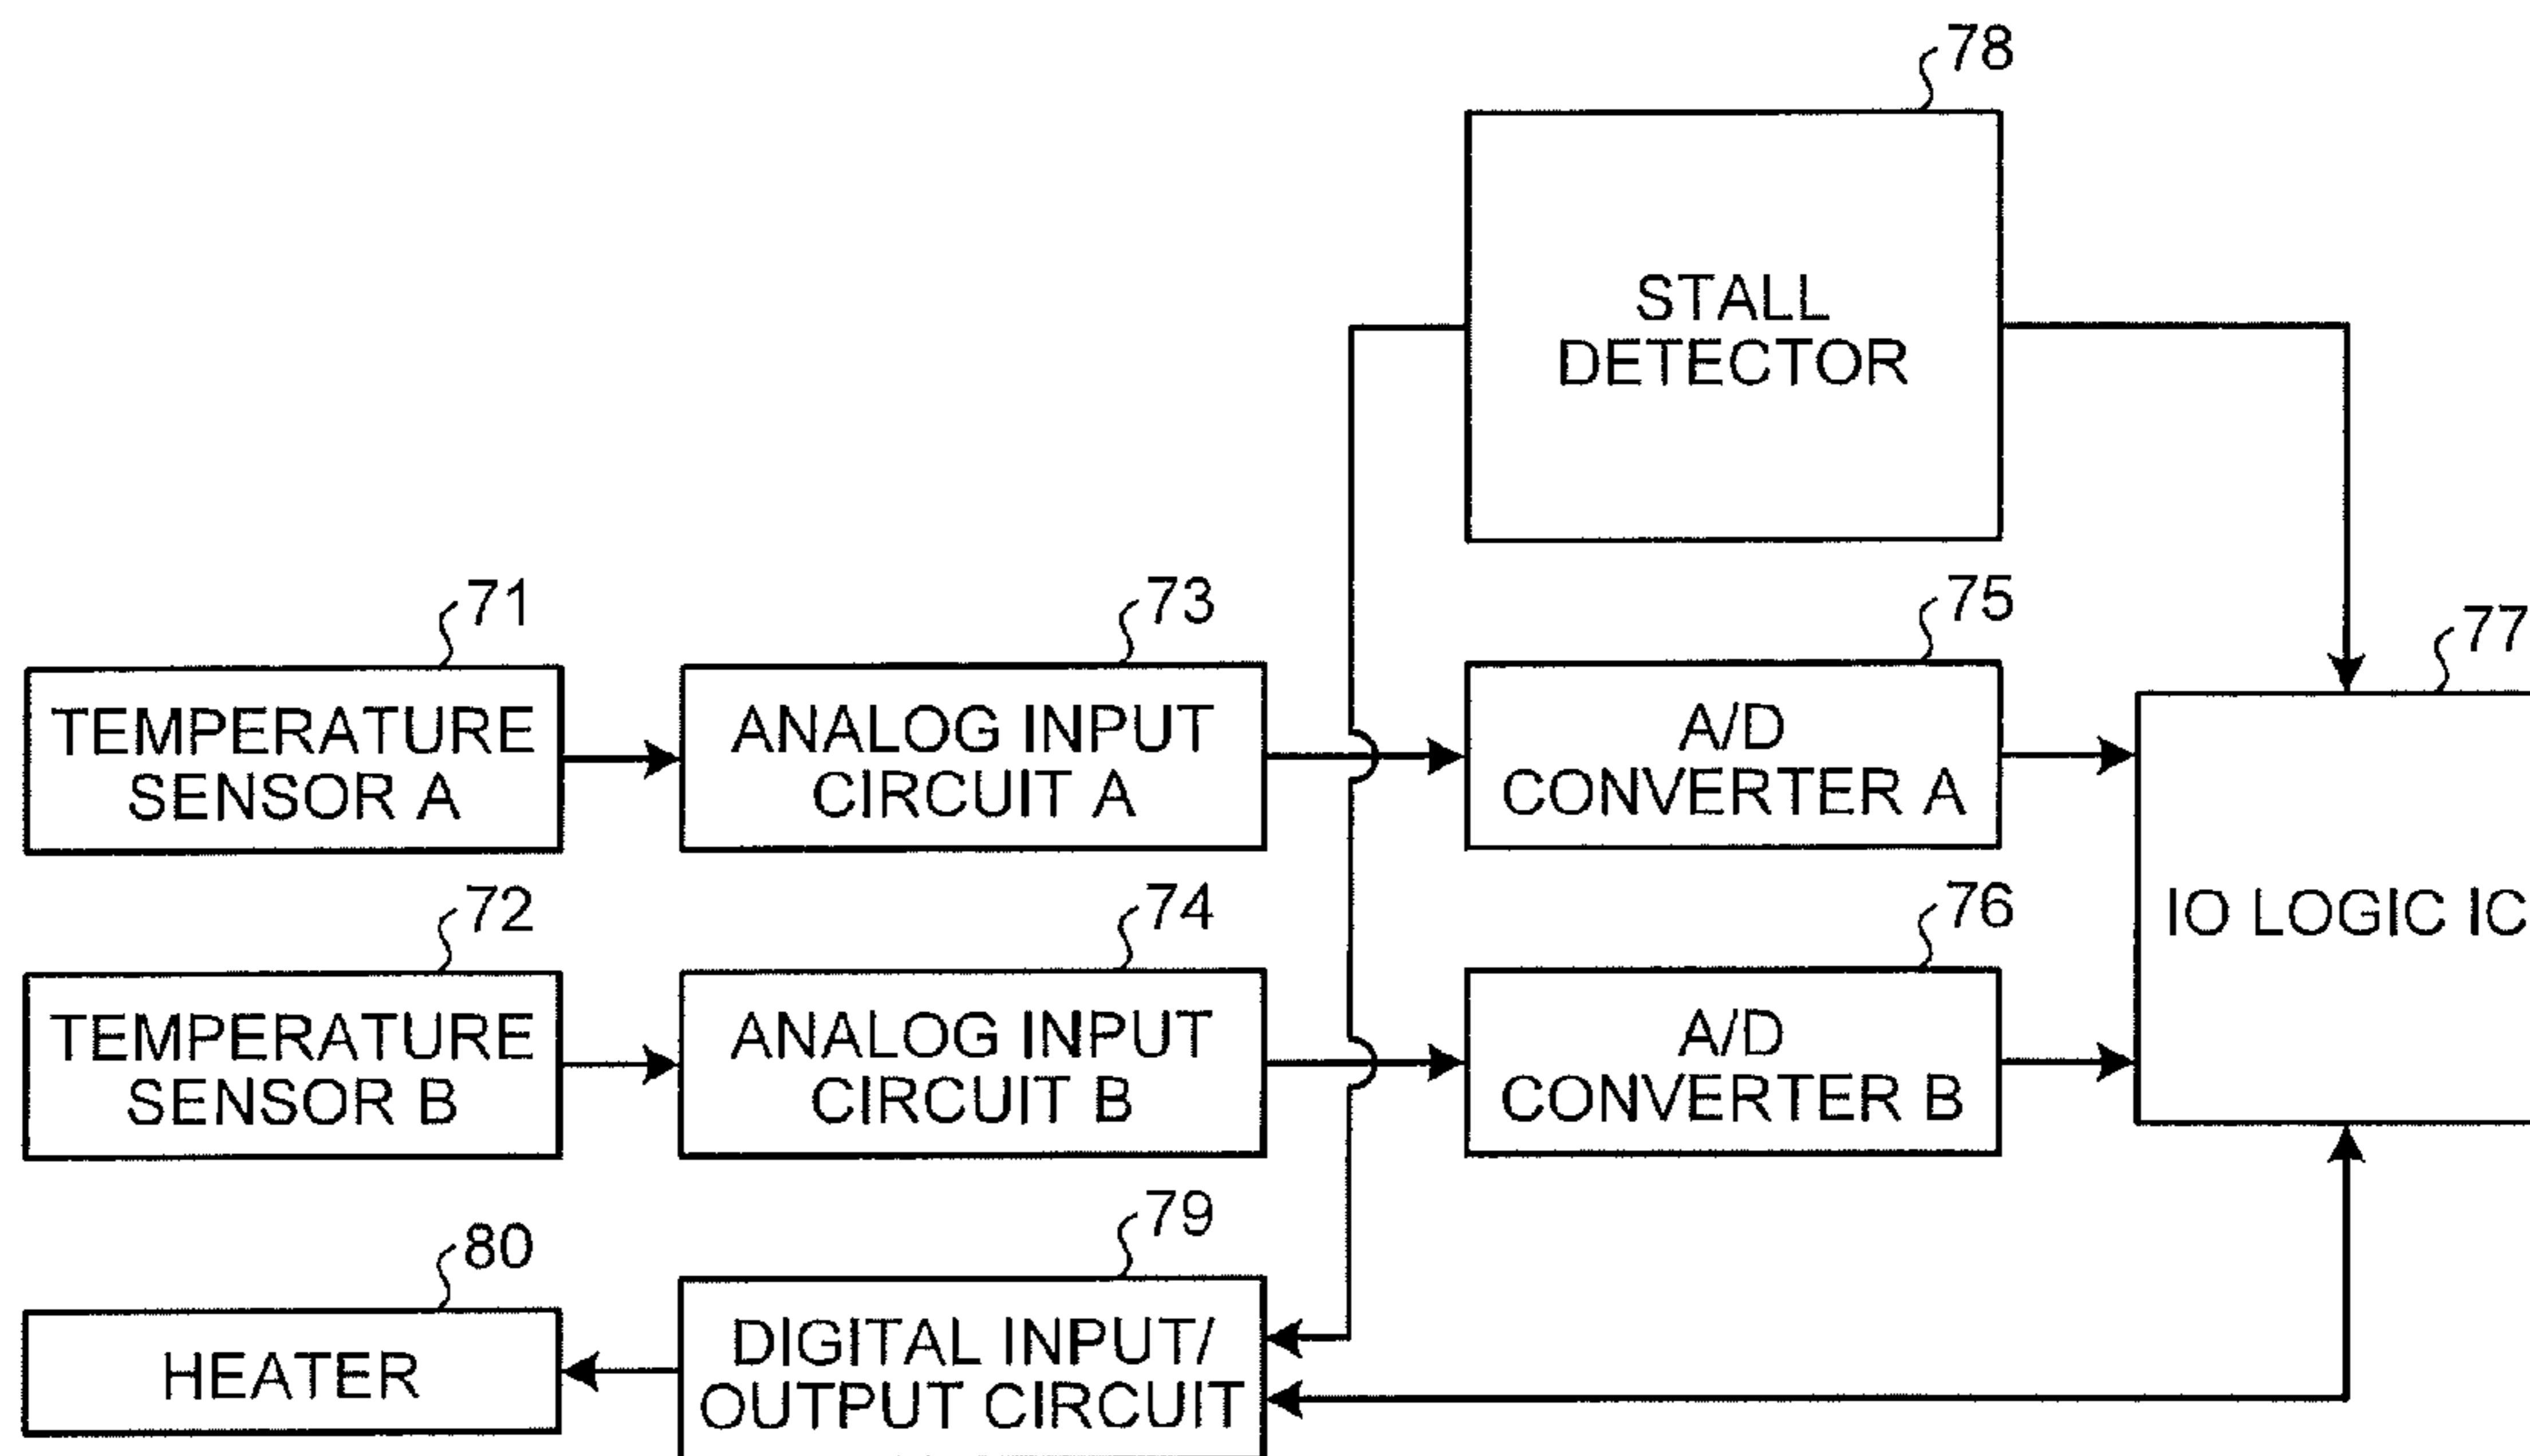 78
STALL
DETECTOR
71
73
75
77
TEMPERATURE
SENSOR A
ANALOG INPUT
CIRCUIT A
A/D
CONVERTER A
IO LOGIC IC
72
74
76
TEMPERATURE
SENSOR B
ANALOG INPUT
CIRCUIT B
A/D
CONVERTER B
80
79
HEATER
DIGITAL INPUT/
OUTPUT CIRCUIT